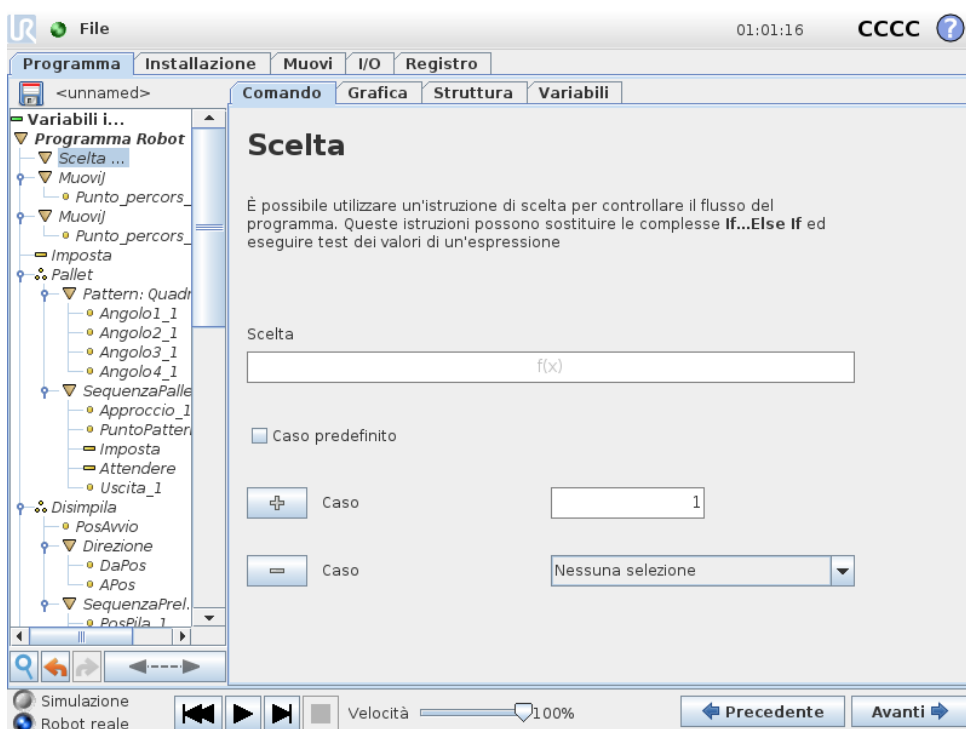 UR File 01:01:16 CCCC ?
Programma Installazione Muovi I/O Registro
<unnamed>
Comando Grafica Struttura Variabili
Variabili i...
Programma Robot
Scelta ...
MuoviJ
Punto_percors_
MuoviJ
Punto_percors_
Imposta
Pallet
Pattern: Quadr
Angolo1_1
Angolo2_1
Angolo3_1
Angolo4_1
SequenzaPalle
Approccio_1
PuntoPatter
Imposta
Attendere
Uscita_1
Disimpila
PosAvvio
Direzione
DaPos
APos
SequenzaPrel.
PosPila_1
Scelta
È possibile utilizzare un'istruzione di scelta per controllare il flusso del
programma. Queste istruzioni possono sostituire le complesse If...Else If ed
eseguire test dei valori di un'espressione
Scelta
f(x)
Caso predefinito
Caso 1
Caso Nessuna selezione
Simulazione
Robot reale
Velocità 100%
Precedente Avanti